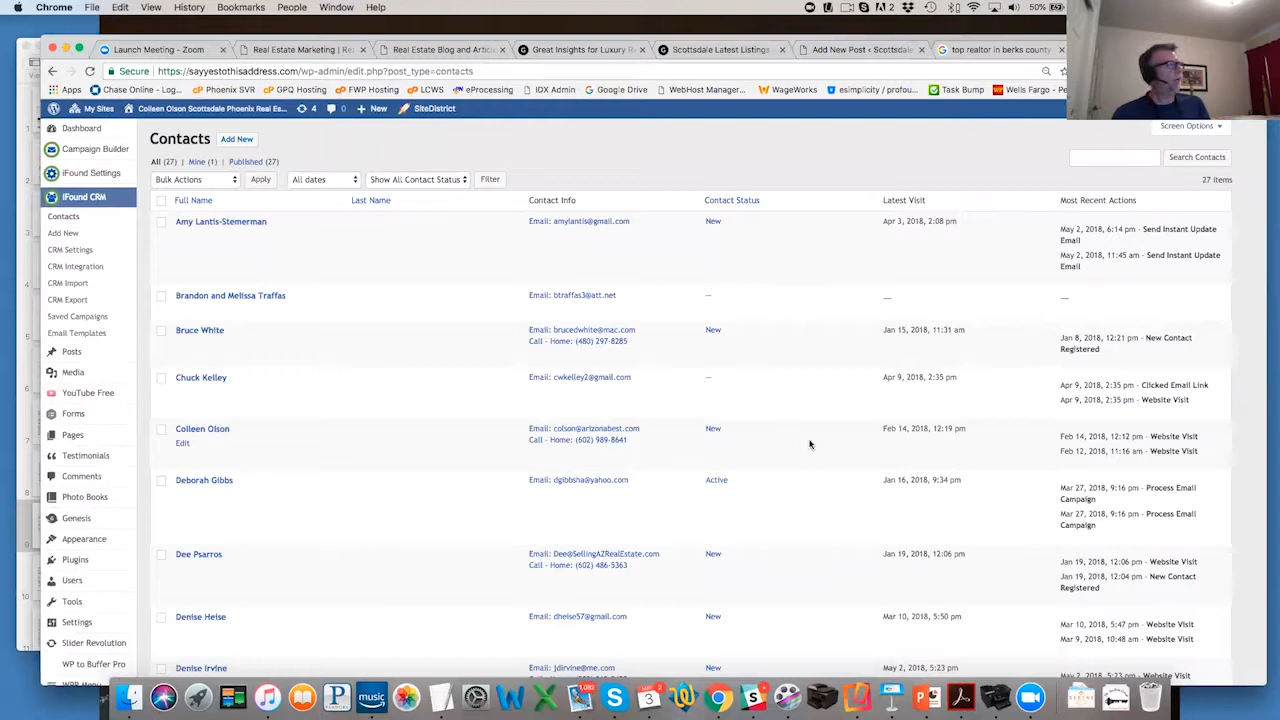 Chrome File Edit View History Bookmarks People Window Help 50%
Launch Meeting - Zoom
Real Estate Marketing | Re
Real Estate Blog and Artic
Great Insights for Luxury R
Scottsdale Latest Listings
Add New Post ‹ Scottsdale
top realtor in berks county
Secure https://sayyestothisaddress.com/wp-admin/edit.php?post_type=contacts
Apps Chase Online - Log... Phoenix SVR GPQ Hosting FWP Hosting LCWS eProcessing IDX Admin Google Drive WebHost Manager... WageWorks esimplicity / profou... Task Bump Wells Fargo - Pe
My Sites Colleen Olson Scottsdale Phoenix Real Es... 4 0 + New SiteDistrict
Dashboard
Campaign Builder
iFound Settings
iFound CRM
Contacts
Add New
CRM Settings
CRM Integration
CRM Import
CRM Export
Saved Campaigns
Email Templates
Posts
Media
YouTube Free
Forms
Pages
Testimonials
Comments
Photo Books
Genesis
Appearance
Plugins
Users
Tools
Settings
Slider Revolution
WP to Buffer Pro
Screen Options
Contacts Add New
All (27) | Mine (1) | Published (27)
Search Contacts
Bulk Actions Apply All dates Show All Contact Status Filter 27 items
Full Name Last Name Contact Info Contact Status Latest Visit Most Recent Actions
Amy Lantis-Stemerman Email: amylantis@gmail.com New Apr 3, 2018, 2:08 pm
May 2, 2018, 6:14 pm - Send Instant Update
Email
May 2, 2018, 11:45 am - Send Instant Update
Email
Brandon and Melissa Traffas Email: btraffas3@att.net — — —
Bruce White Email: brucedwhite@mac.com New Jan 15, 2018, 11:31 am
Call - Home: (480) 297-8285
Jan 8, 2018, 12:21 pm - New Contact
Registered
Chuck Kelley Email: cwkelley2@gmail.com — Apr 9, 2018, 2:35 pm
Apr 9, 2018, 2:35 pm - Clicked Email Link
Apr 9, 2018, 2:35 pm - Website Visit
Colleen Olson Email: colson@arizonabest.com New Feb 14, 2018, 12:19 pm
Edit Call - Home: (602) 989-8641
Feb 14, 2018, 12:12 pm - Website Visit
Feb 12, 2018, 11:16 am - Website Visit
Deborah Gibbs Email: dgibbsha@yahoo.com Active Jan 16, 2018, 9:34 pm
Mar 27, 2018, 9:16 pm - Process Email
Campaign
Mar 27, 2018, 9:16 pm - Process Email
Campaign
Dee Psarros Email: Dee@SellingAZRealEstate.com New Jan 19, 2018, 12:06 pm
Call - Home: (602) 486-5363
Jan 19, 2018, 12:06 pm - Website Visit
Jan 19, 2018, 12:04 pm - New Contact
Registered
Denise Heise Email: dheise57@gmail.com New Mar 10, 2018, 5:50 pm
Mar 10, 2018, 5:47 pm - Website Visit
Mar 9, 2018, 10:48 am - Website Visit
Denise Irvine Email: jdirvine@me.com New May 2, 2018, 5:23 pm